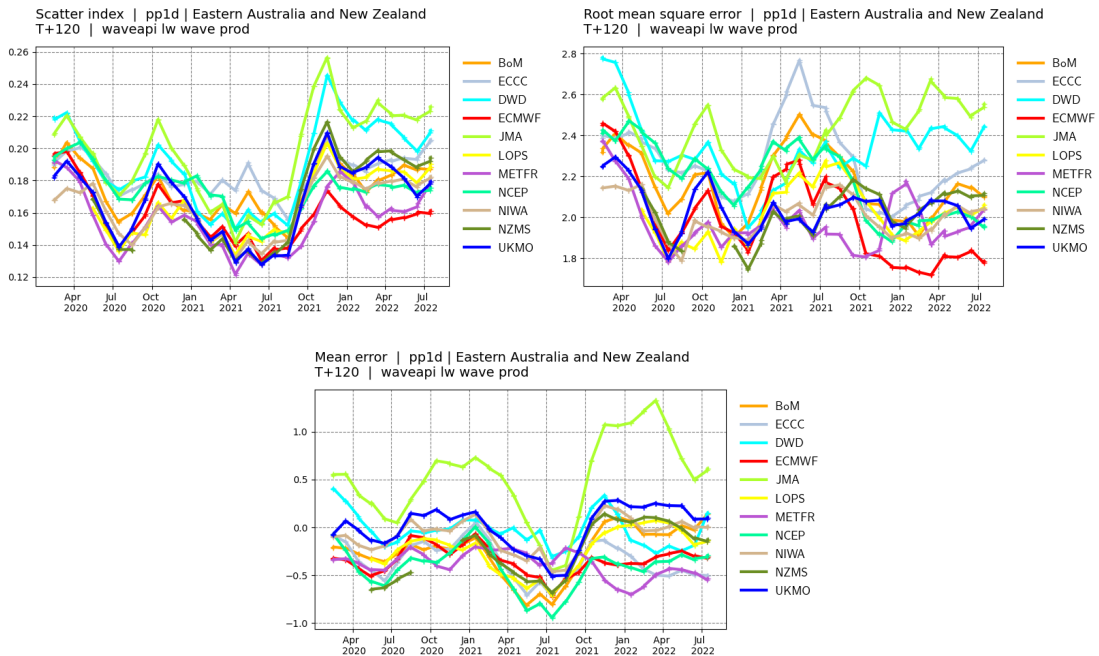 Scatter index | pp1d | Eastern Australia and New Zealand
T+120 | waveapi lw wave prod
0.26
0.24
0.22
0.20
0.18
0.16
0.14
0.12
Apr 2020
Jul 2020
Oct 2020
Jan 2021
Apr 2021
Jul 2021
Oct 2021
Jan 2022
Apr 2022
Jul 2022
BoM
ECCC
DWD
ECMWF
JMA
LOPS
METFR
NCEP
NIWA
NZMS
UKMO
Root mean square error | pp1d | Eastern Australia and New Zealand
T+120 | waveapi lw wave prod
2.8
2.6
2.4
2.2
2.0
1.8
Apr 2020
Jul 2020
Oct 2020
Jan 2021
Apr 2021
Jul 2021
Oct 2021
Jan 2022
Apr 2022
Jul 2022
BoM
ECCC
DWD
ECMWF
JMA
LOPS
METFR
NCEP
NIWA
NZMS
UKMO
Mean error | pp1d | Eastern Australia and New Zealand
T+120 | waveapi lw wave prod
1.0
0.5
0.0
−0.5
−1.0
Apr 2020
Jul 2020
Oct 2020
Jan 2021
Apr 2021
Jul 2021
Oct 2021
Jan 2022
Apr 2022
Jul 2022
BoM
ECCC
DWD
ECMWF
JMA
LOPS
METFR
NCEP
NIWA
NZMS
UKMO